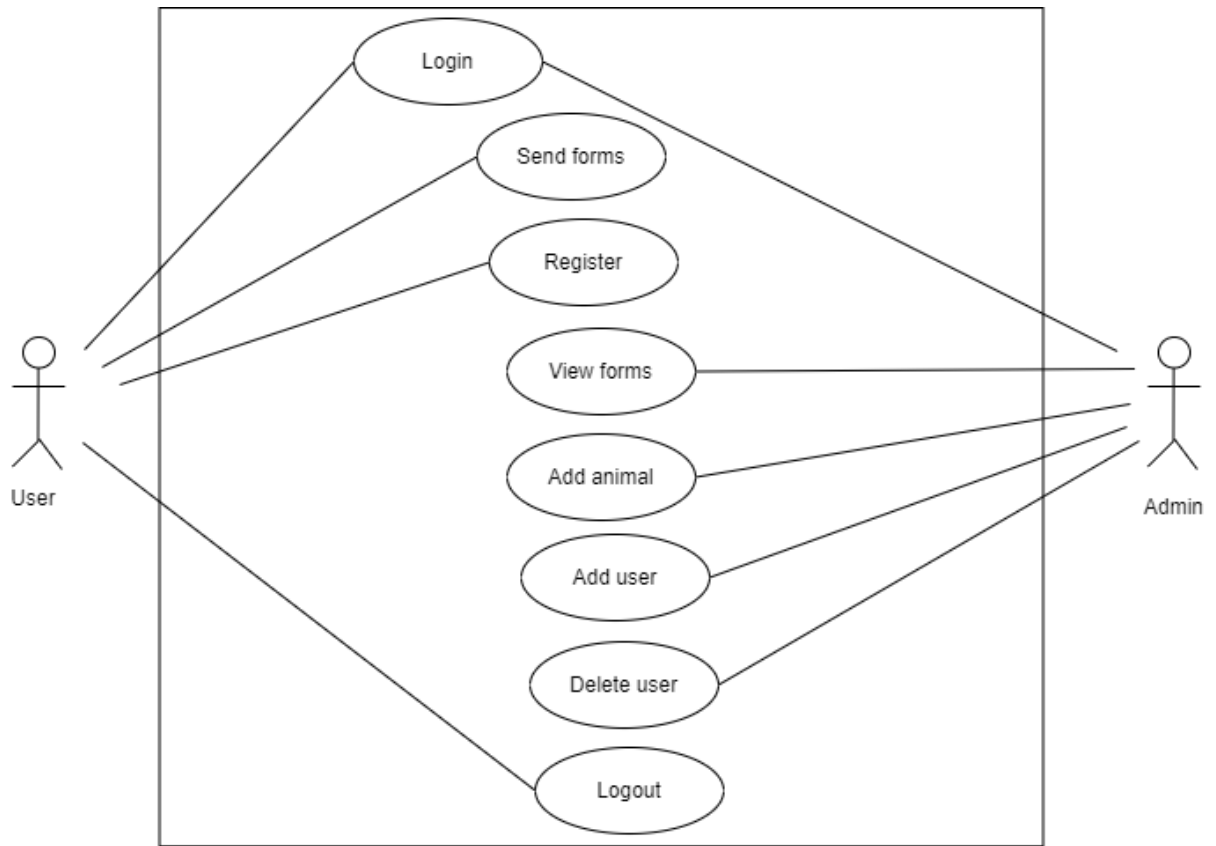 Login
Send forms
Register
View forms
Add animal
Add user
Delete user
Logout
User
Admin